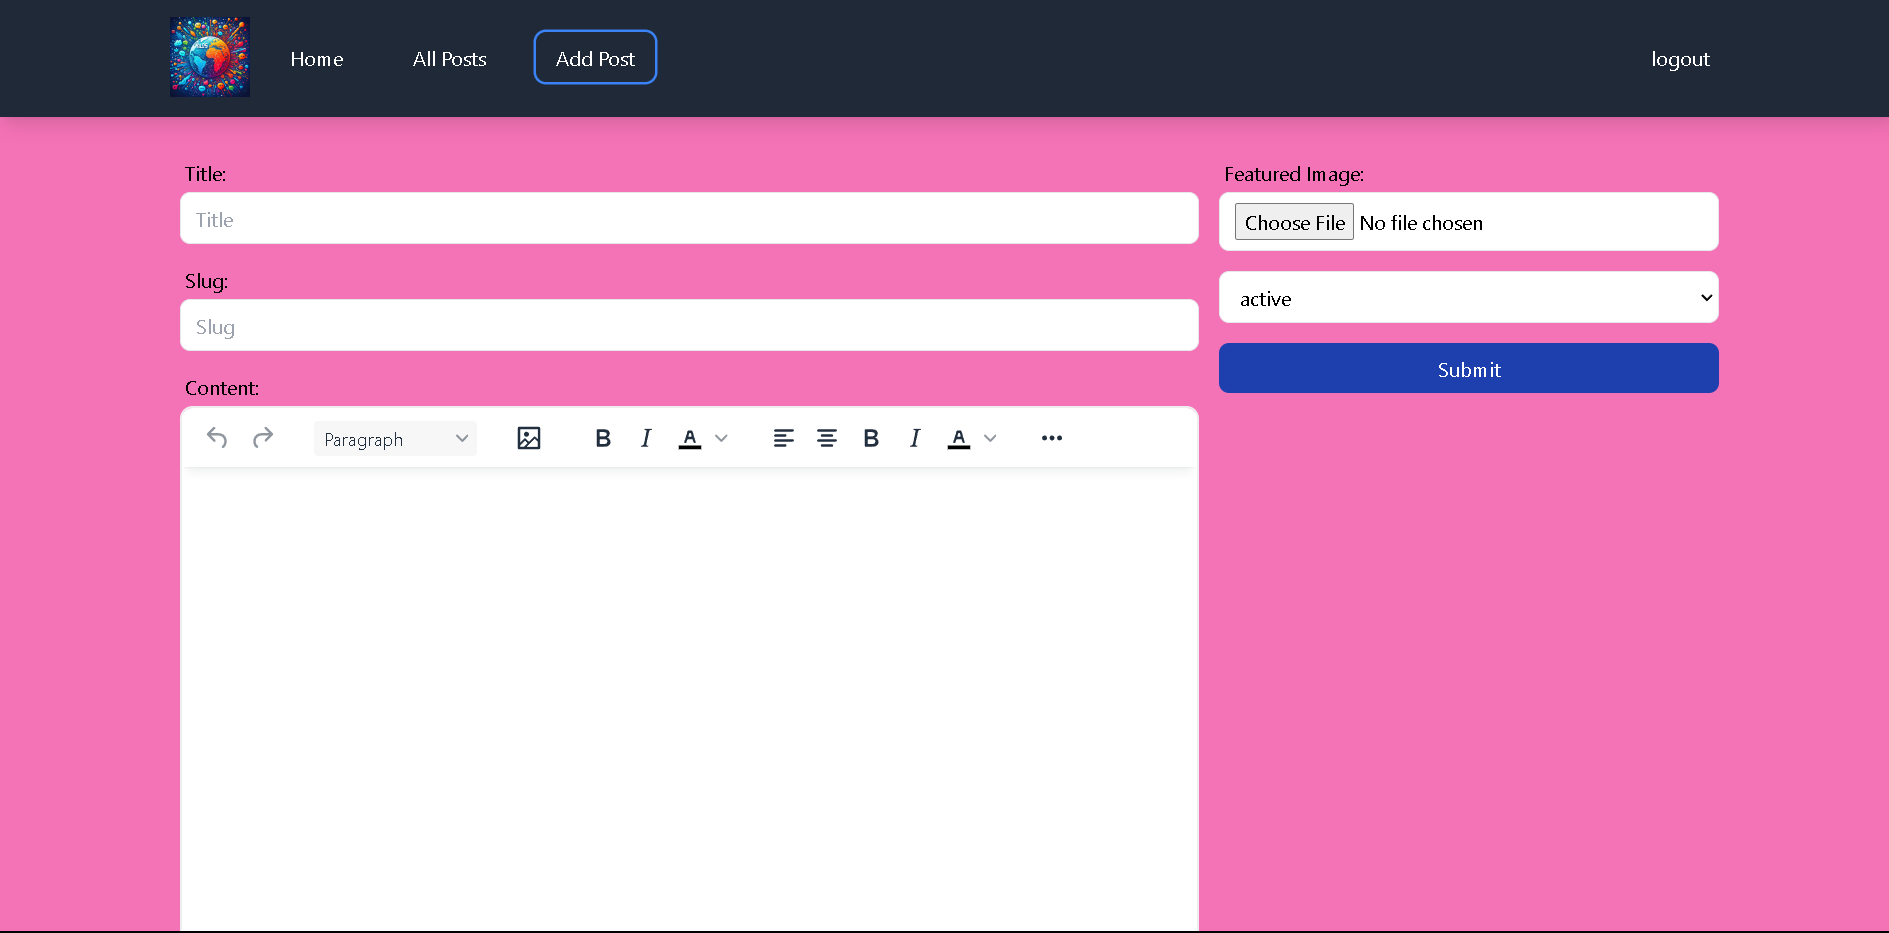 Home
All Posts
Add Post
logout
Title:
Title
Slug:
Slug
Content:
Paragraph
B I A B I A
Featured Image:
Choose File No file chosen
active
Submit